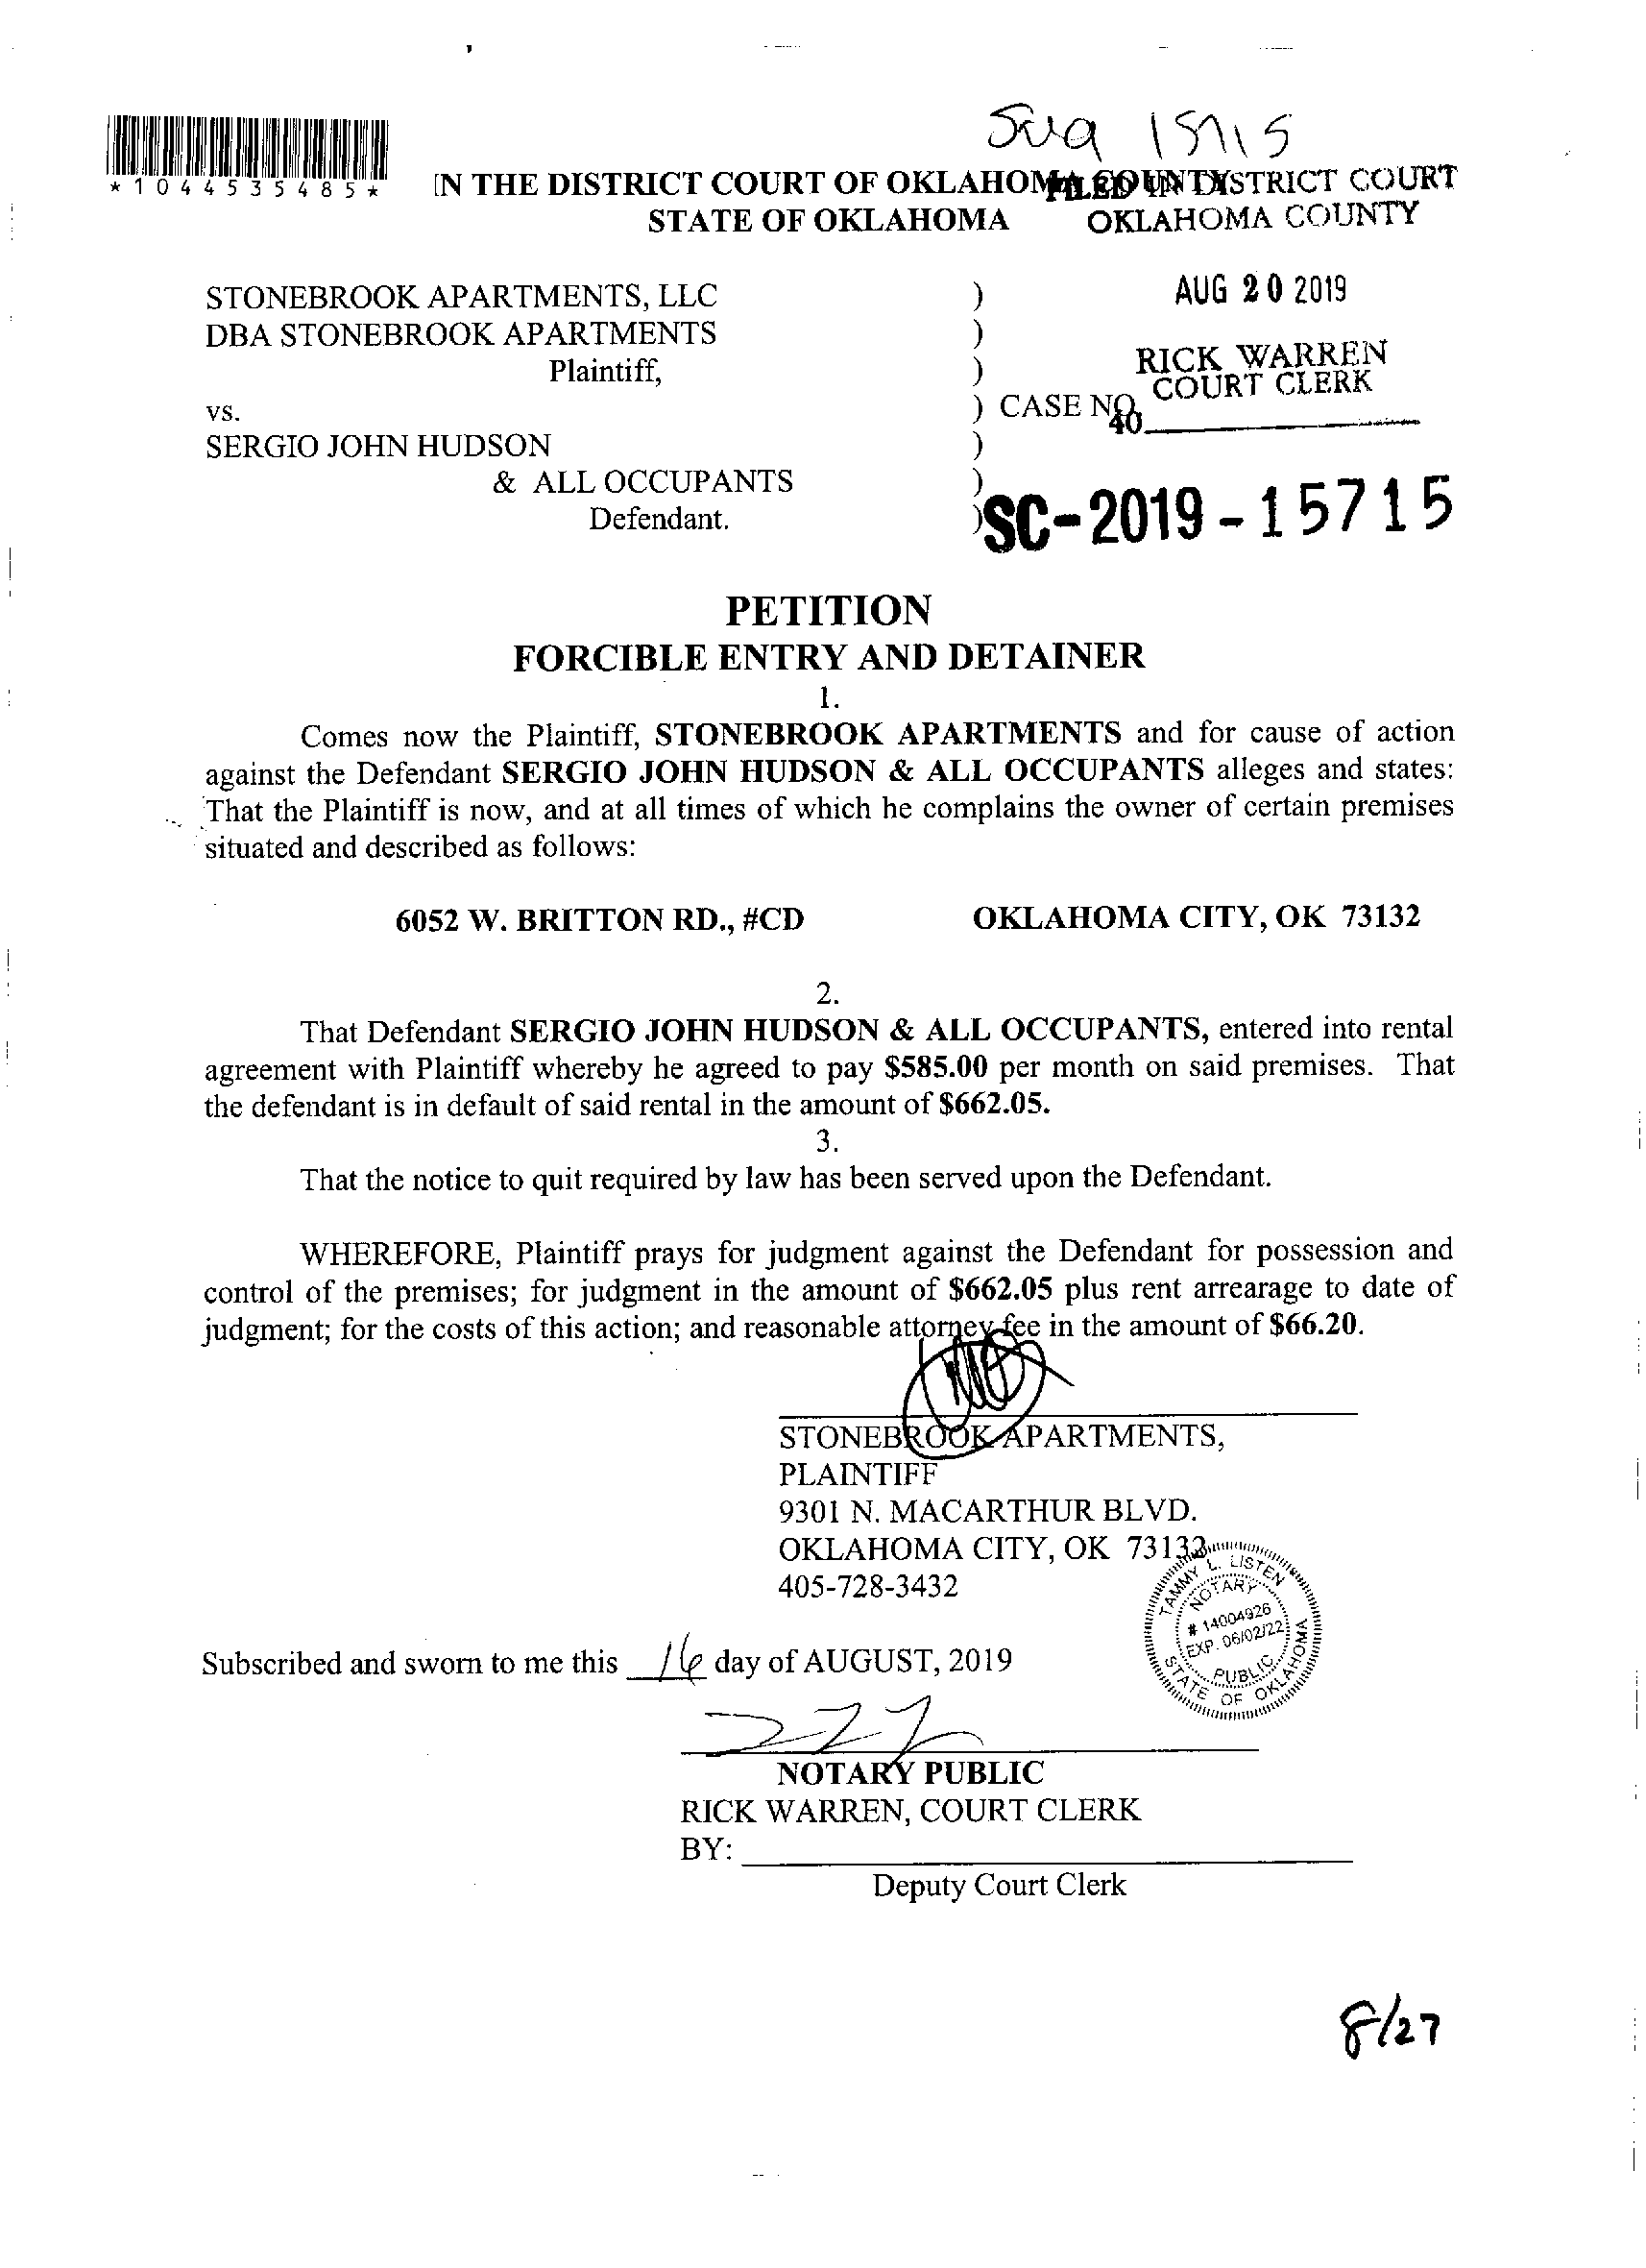 15715
*1044535485*
IN THE DISTRICT COURT OF OKLAHOMA COUNTY
STATE OF OKLAHOMA
FILED IN DISTRICT COURT
OKLAHOMA COUNTY
STONEBROOK APARTMENTS, LLC )
DBA STONEBROOK APARTMENTS )
Plaintiff, )
AUG 20 2019
RICK WARREN
COURT CLERK
40
vs. ) CASE NO.
SERGIO JOHN HUDSON )
& ALL OCCUPANTS )
Defendant. )
SC-2019-15715
PETITION
FORCIBLE ENTRY AND DETAINER
1.
Comes now the Plaintiff, STONEBROOK APARTMENTS and for cause of action
against the Defendant SERGIO JOHN HUDSON & ALL OCCUPANTS alleges and states:
That the Plaintiff is now, and at all times of which he complains the owner of certain premises
situated and described as follows:
6052 W. BRITTON RD., #CD OKLAHOMA CITY, OK 73132
2.
That Defendant SERGIO JOHN HUDSON & ALL OCCUPANTS, entered into rental
agreement with Plaintiff whereby he agreed to pay $585.00 per month on said premises. That
the defendant is in default of said rental in the amount of $662.05.
3.
That the notice to quit required by law has been served upon the Defendant.
WHEREFORE, Plaintiff prays for judgment against the Defendant for possession and
control of the premises; for judgment in the amount of $662.05 plus rent arrearage to date of
judgment; for the costs of this action; and reasonable attorney fee in the amount of $66.20.
STONEBROOK APARTMENTS,
PLAINTIFF
9301 N. MACARTHUR BLVD.
OKLAHOMA CITY, OK 73132
405-728-3432
TAMMY L. LISTEN
NOTARY
# 14004926
EXP. 06/02/22
PUBLIC
STATE OF OKLAHOMA
Subscribed and sworn to me this 16 day of AUGUST, 2019
NOTARY PUBLIC
RICK WARREN, COURT CLERK
BY:
Deputy Court Clerk
8/27